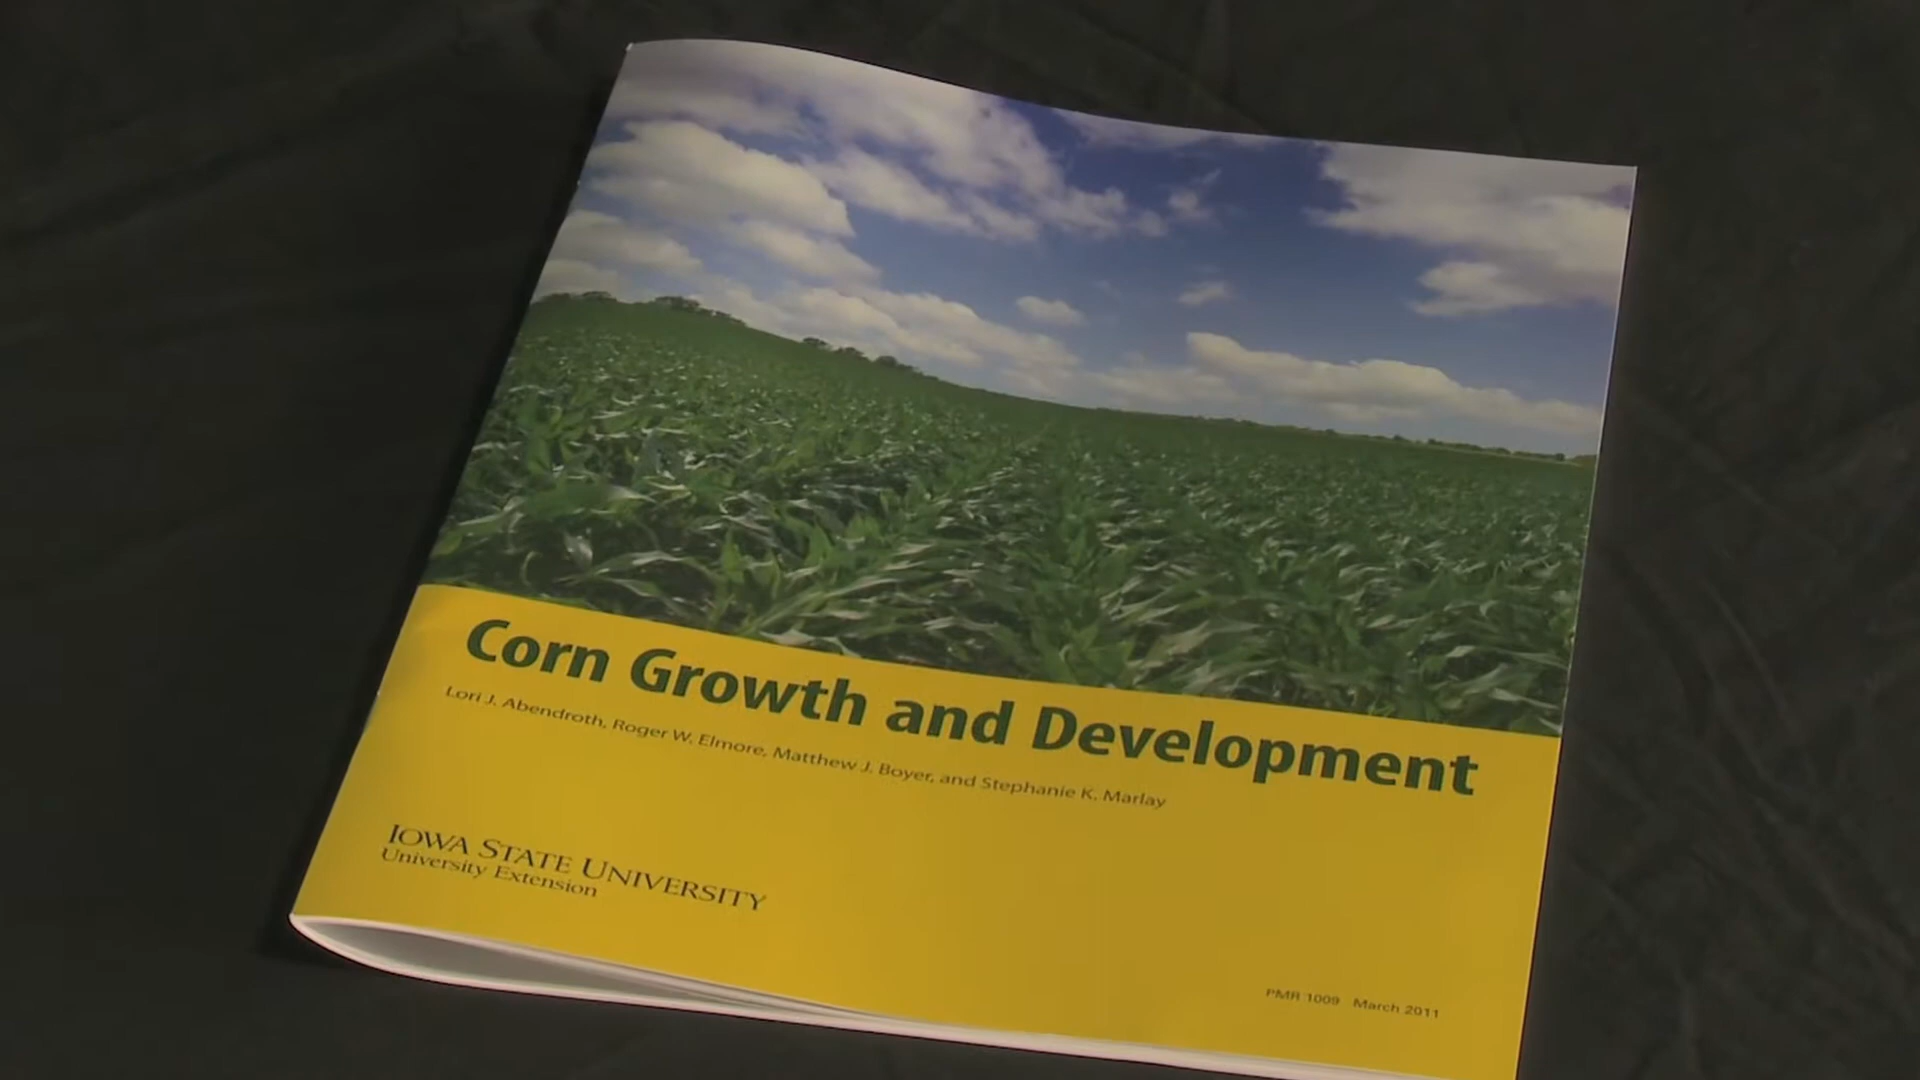 Corn Growth and Development
Lori J. Abendroth, Roger W. Elmore, Matthew J. Boyer, and Stephanie K. Marlay
IOWA STATE UNIVERSITY
University Extension
PMR 1009 March 2011